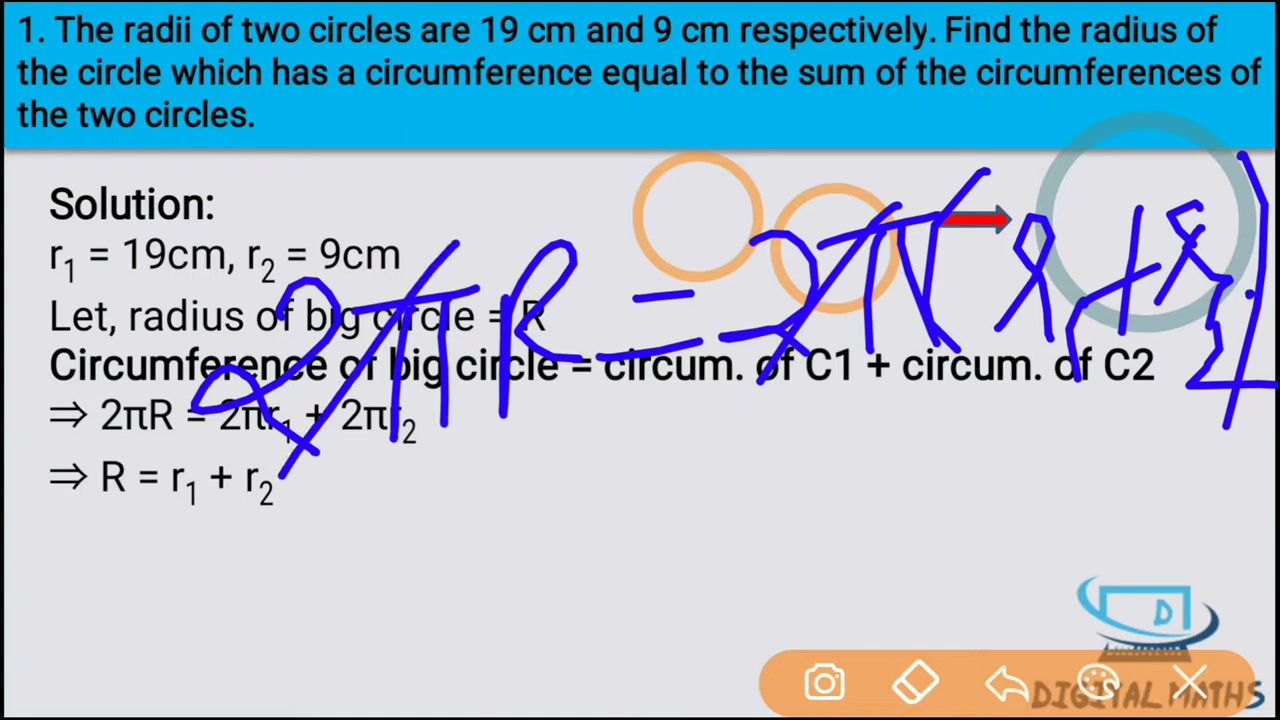 1. The radii of two circles are 19 cm and 9 cm respectively. Find the radius of
the circle which has a circumference equal to the sum of the circumferences of
the two circles.
Solution:
r₁ = 19cm, r₂ = 9cm
Let, radius of big circle = R
2πR = 2π(r₁ + r₂)
Circumference of big circle = circum. of C1 + circum. of C2
⇒ 2πR = 2πr₁ + 2πr₂
⇒ R = r₁ + r₂
D
DIGITAL MATHS